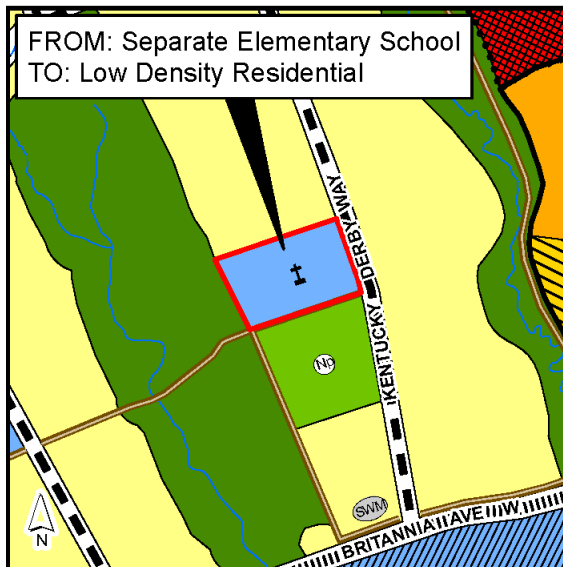 FROM: Separate Elementary School
TO: Low Density Residential
KENTUCKY DERBY WAY
Np
SWM
BRITANNIA AVE W
N